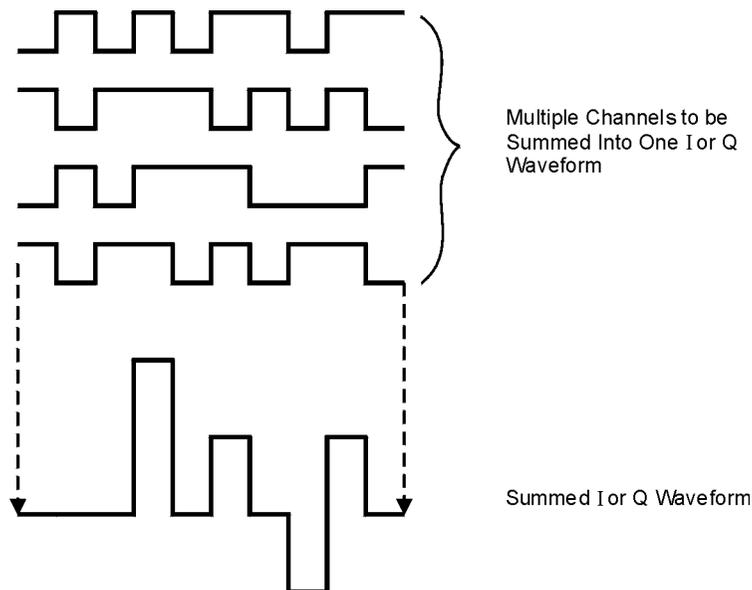 Multiple Channels to be
Summed Into One I or Q
Waveform
Summed I or Q Waveform